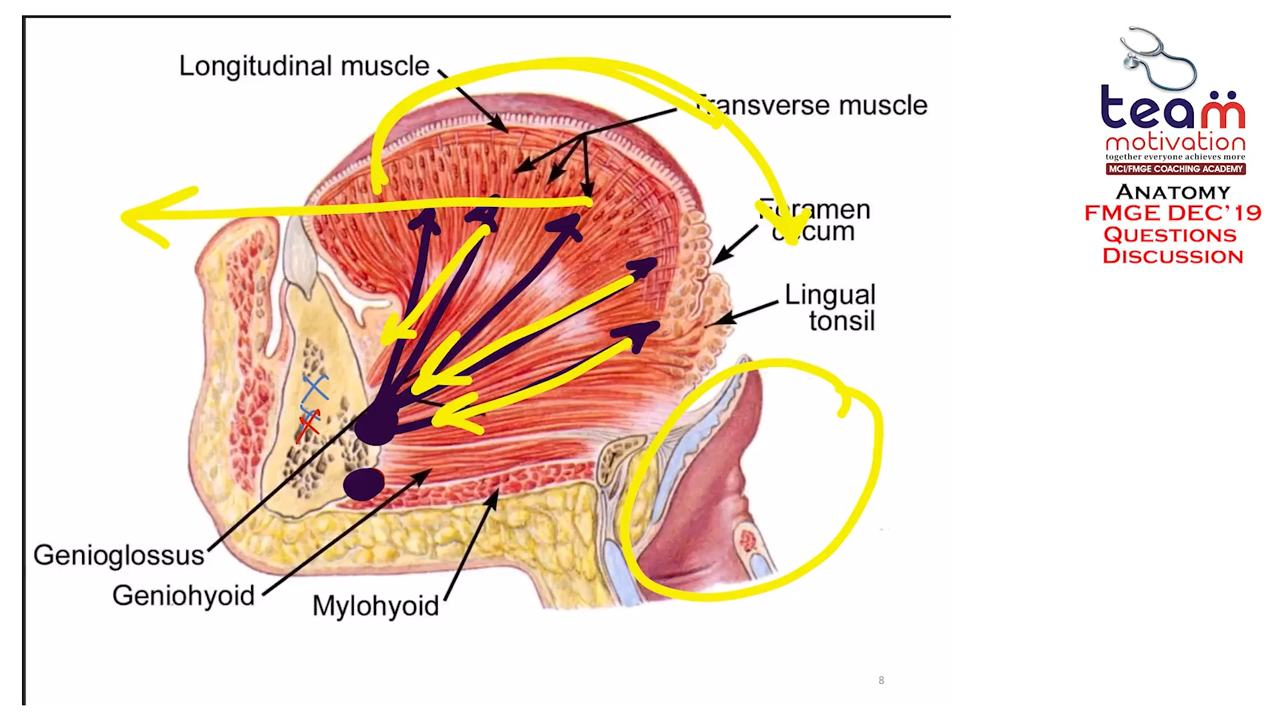 Longitudinal muscle
Transverse muscle
Foramen
cecum
Lingual
tonsil
Genioglossus
Geniohyoid
Mylohyoid
8
team
motivation
together everyone achieves more
MCI/FMGE COACHING ACADEMY
ANATOMY
FMGE DEC'19
QUESTIONS
DISCUSSION